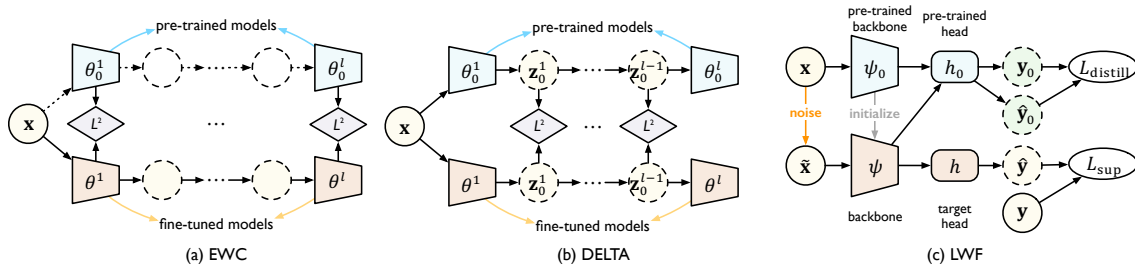 pre-trained models
θ₀¹ ... θ₀ˡ
x
L² ... L²
θ¹ θˡ
fine-tuned models
(a) EWC
pre-trained models
θ₀¹ z₀¹ ... z₀ˡ⁻¹ θ₀ˡ
x
L² ... L²
θ¹ z₀¹ ... z₀ˡ⁻¹ θˡ
fine-tuned models
(b) DELTA
pre-trained pre-trained
backbone head
x ψ₀ h₀ y₀ L_distill
ŷ₀
noise initialize
x̃ ψ h ŷ L_sup
y
backbone target
head
(c) LWF